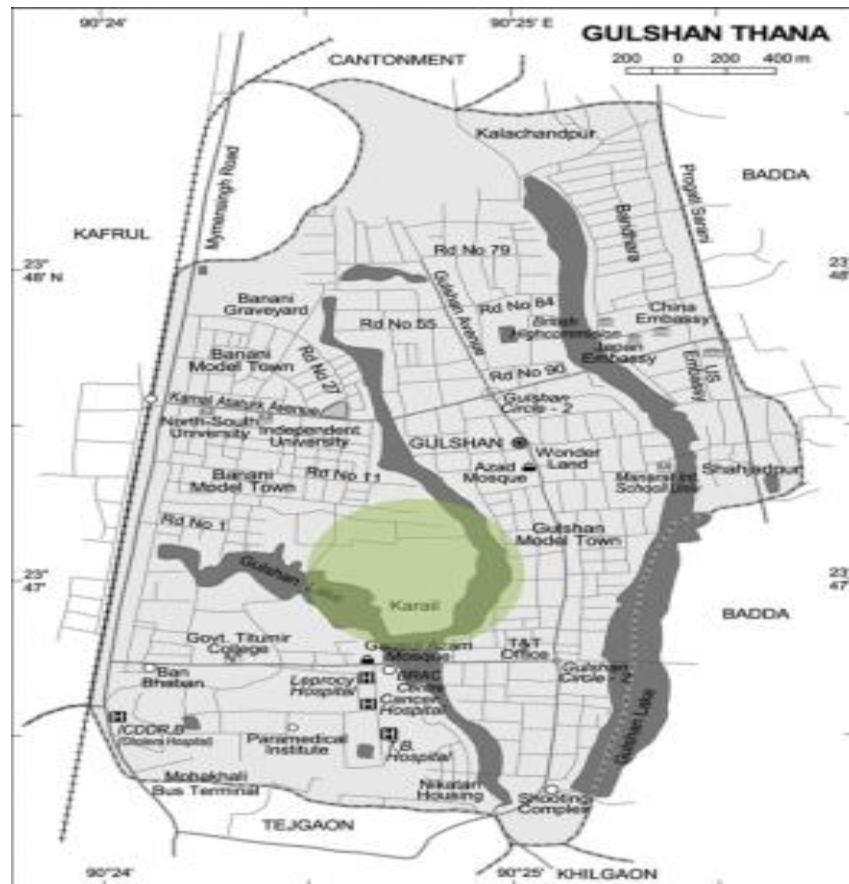 90°24'
90°25' E
GULSHAN THANA
200 0 200 400 m
CANTONMENT
Kalachandpur
BADDA
Mymansingh Road
Progati Sarani
Baridhara
KAFRUL
23°
48' N
23°
48'
Rd No 79
Gulshan Avenue
Banani
Graveyard
Rd No 55
Rd No 84
British
Highcommision
China
Embassy
Japan
Embassy
US
Embassy
Banani
Model Town
Rd No 27
Rd No 90
Kamal Ataturk Avenue
Gulshan
Circle - 2
North-South
University
Independent
University
GULSHAN
Wonder
Land
Azad
Mosque
Banani
Model Town
Rd No 11
Manarat Int.
School
Shahjadpur
Rd No 1
Gulshan
Model Town
23°
47'
23°
47'
Gulshan
Karail
BADDA
Govt. Titumir
College
Mosque
T&T
Office
Ban
Bhaban
Leprocy
Hospital
BRAC
Centre
Gulshan
Circle -
Cancer
Hospital
H
H
H
H
ICDDR,B
Paramedical
Institute
T.B.
Hospital
Gulshan Lake
Mohakhali
Bus Terminal
Nikatan
Housing
Shooting
Complex
TEJGAON
KHILGAON
90°24'
90°25'